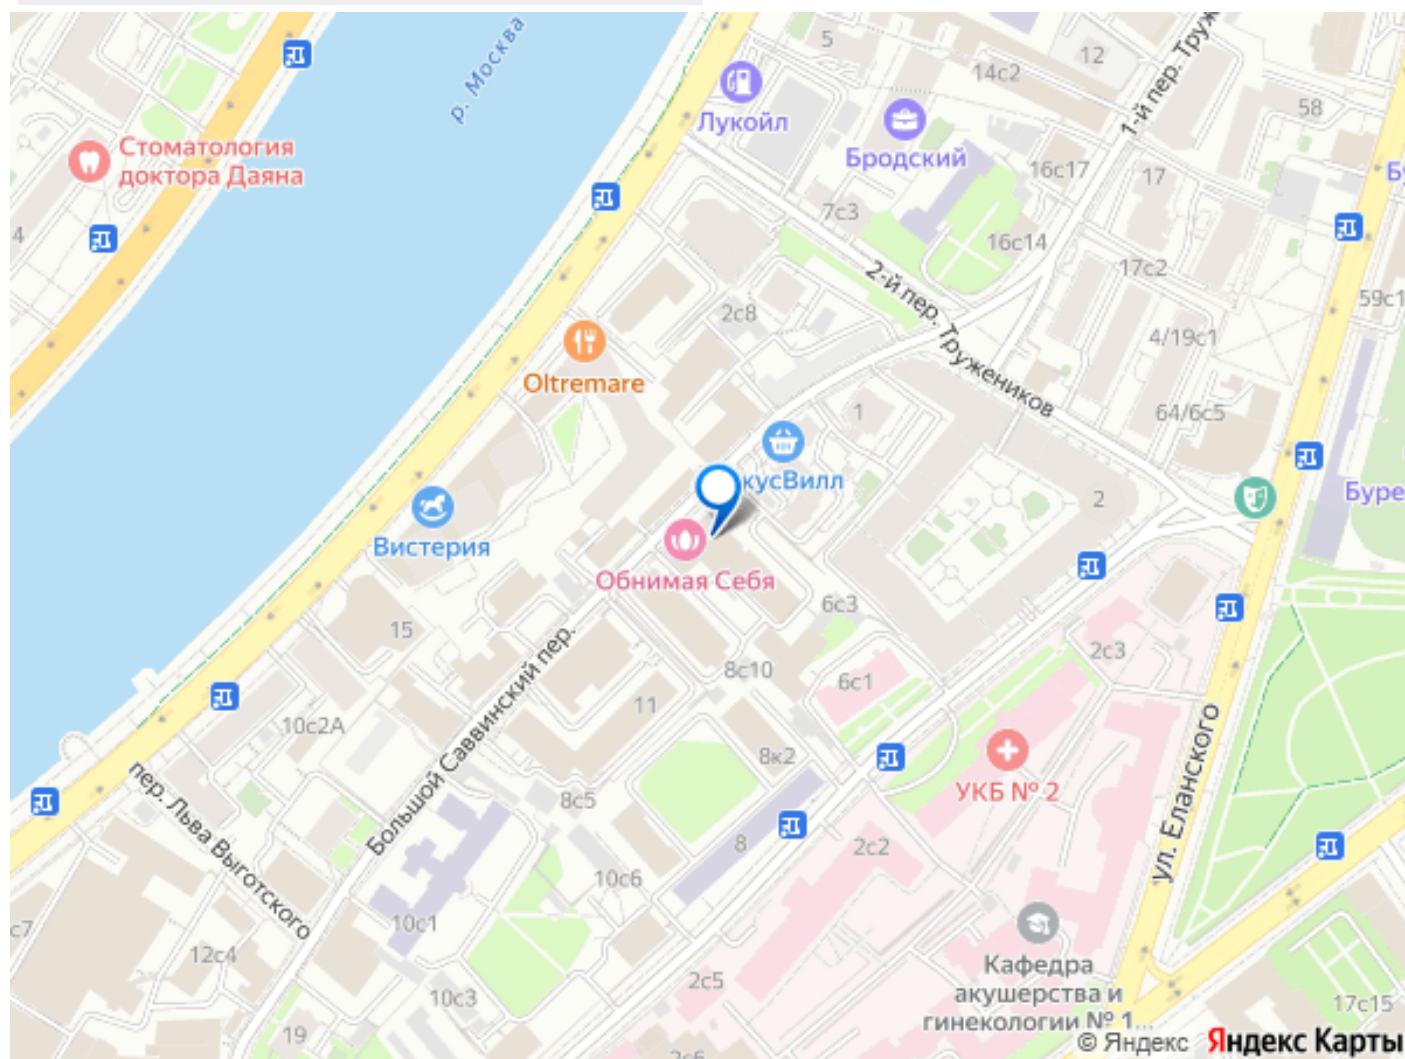 р. Москва
5
12
14с2
1-й пер. Труже
58
Лукойл
Бродский
Стоматология
доктора Даяна
16с17
17
7с3
4
16с14
2-й пер. Тружеников
17с2
59с1
2с8
4/19с1
Oltremare
1
64/6с5
кусВилл
2
Буре
Вистерия
Обнимая Себя
6с3
15
2с3
8с10
6с1
11
10с2А
Большой Саввинский пер.
8к2
УКБ № 2
ул. Еланского
пер. Льва Выготского
8с5
8
2с2
10с6
10с1
с7
12с4
Кафедра
акушерства и
гинекологии № 1...
2с5
10с3
17с15
19
2с6
© Яндекс Яндекс Карты